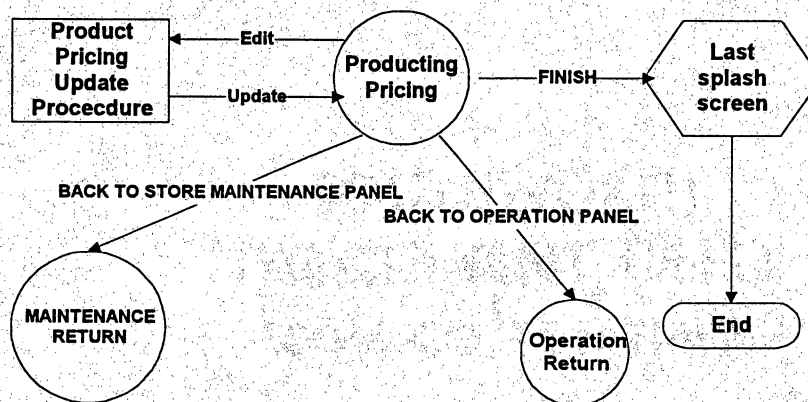 Product
Pricing
Update
Procecdure
Edit
Update
Producting
Pricing
FINISH
Last
splash
screen
BACK TO STORE MAINTENANCE PANEL
BACK TO OPERATION PANEL
MAINTENANCE
RETURN
Operation
Return
End